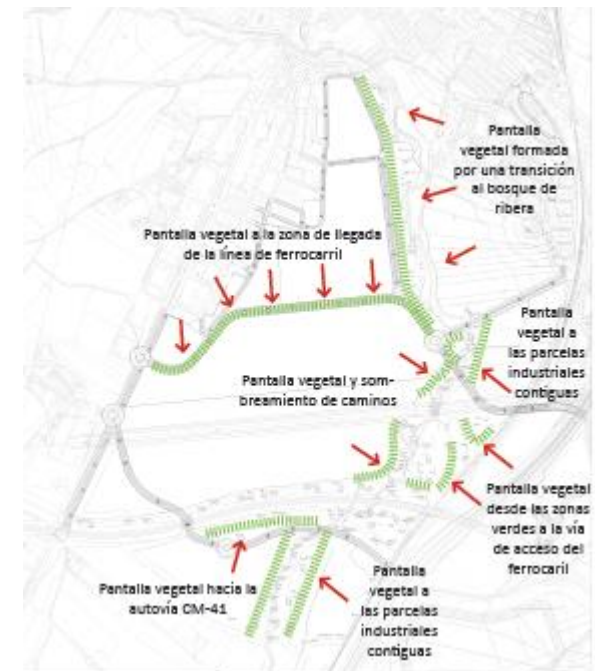 Pantalla
vegetal formada
por una transición
al bosque de
ribera
Pantalla vegetal a la zona de llegada
de la línea de ferrocarril
Pantalla
vegetal a
las parcelas
industriales
contiguas
Pantalla vegetal y som-
breamiento de caminos
Pantalla vegetal
desde las zonas
verdes a la vía
de acceso del
ferrocaril
Pantalla vegetal hacia la
autovía CM-41
Pantalla
vegetal a
las parcelas
industriales
contiguas